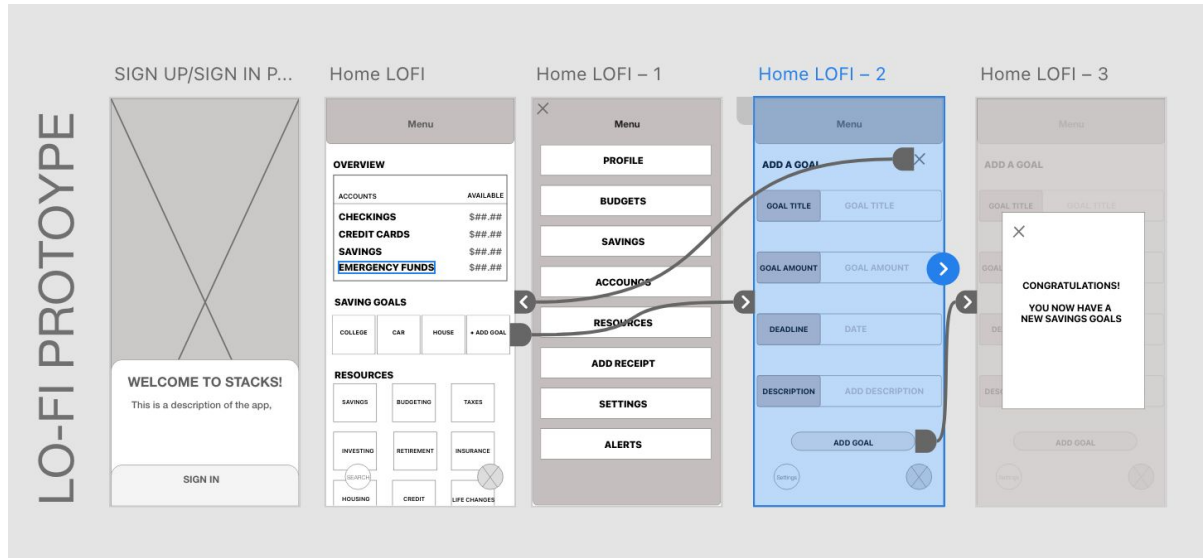 LO-FI PROTOYPE
SIGN UP/SIGN IN P...
WELCOME TO STACKS!
This is a description of the app,
SIGN IN
Home LOFI
Menu
OVERVIEW
ACCOUNTS AVAILABLE
CHECKINGS $##.##
CREDIT CARDS $##.##
SAVINGS $##.##
EMERGENCY FUNDS $##.##
SAVING GOALS
COLLEGE CAR HOUSE + ADD GOAL
RESOURCES
SAVINGS BUDGETING TAXES
INVESTING RETIREMENT INSURANCE
SEARCH
HOUSING CREDIT LIFE CHANGES
Home LOFI – 1
Menu
PROFILE
BUDGETS
SAVINGS
ACCOUNGS
RESOURCES
ADD RECEIPT
SETTINGS
ALERTS
Home LOFI – 2
Menu
ADD A GOAL
GOAL TITLE GOAL TITLE
GOAL AMOUNT GOAL AMOUNT
DEADLINE DATE
DESCRIPTION ADD DESCRIPTION
ADD GOAL
Settings
Home LOFI – 3
Menu
ADD A GOAL
GOAL TITLE GOAL TITLE
CONGRATULATIONS!
YOU NOW HAVE A
NEW SAVINGS GOALS
ADD GOAL
Settings